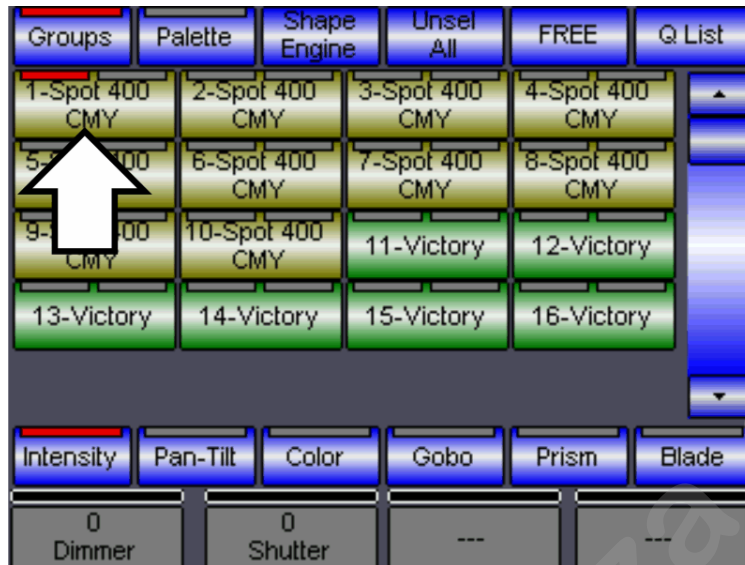 Groups
Palette
Shape
Engine
Unsel
All
FREE
Q List
1-Spot 400
CMY
2-Spot 400
CMY
3-Spot 400
CMY
4-Spot 400
CMY
6-Spot 400
CMY
7-Spot 400
CMY
8-Spot 400
CMY
CMY
10-Spot 400
CMY
11-Victory
12-Victory
13-Victory
14-Victory
15-Victory
16-Victory
Intensity
Pan-Tilt
Color
Gobo
Prism
Blade
0
Dimmer
0
Shutter
---
---